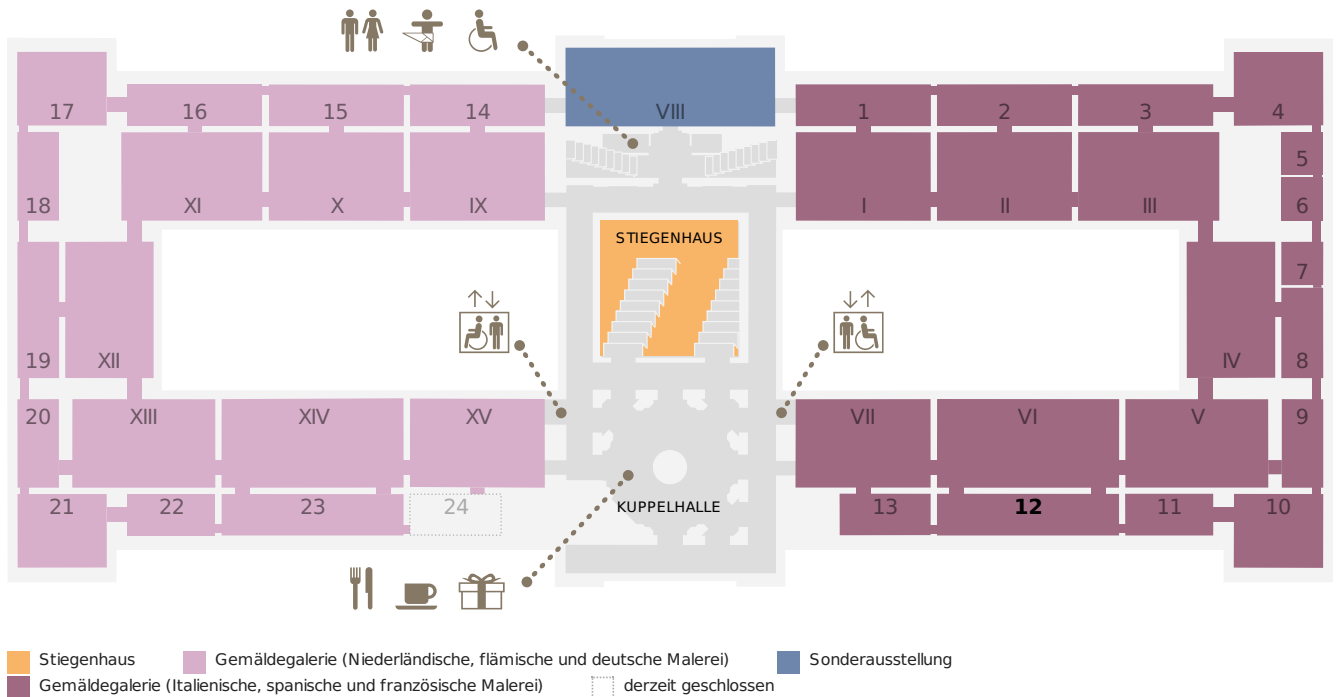 17 16 15 14 VIII 1 2 3 4
5
18 XI X IX I II III 6
STIEGENHAUS
7
19 XII IV 8
20 XIII XIV XV VII VI V 9
21 22 23 24 KUPPELHALLE 13 12 11 10
Stiegenhaus Gemäldegalerie (Niederländische, flämische und deutsche Malerei) Sonderausstellung
Gemäldegalerie (Italienische, spanische und französische Malerei) derzeit geschlossen